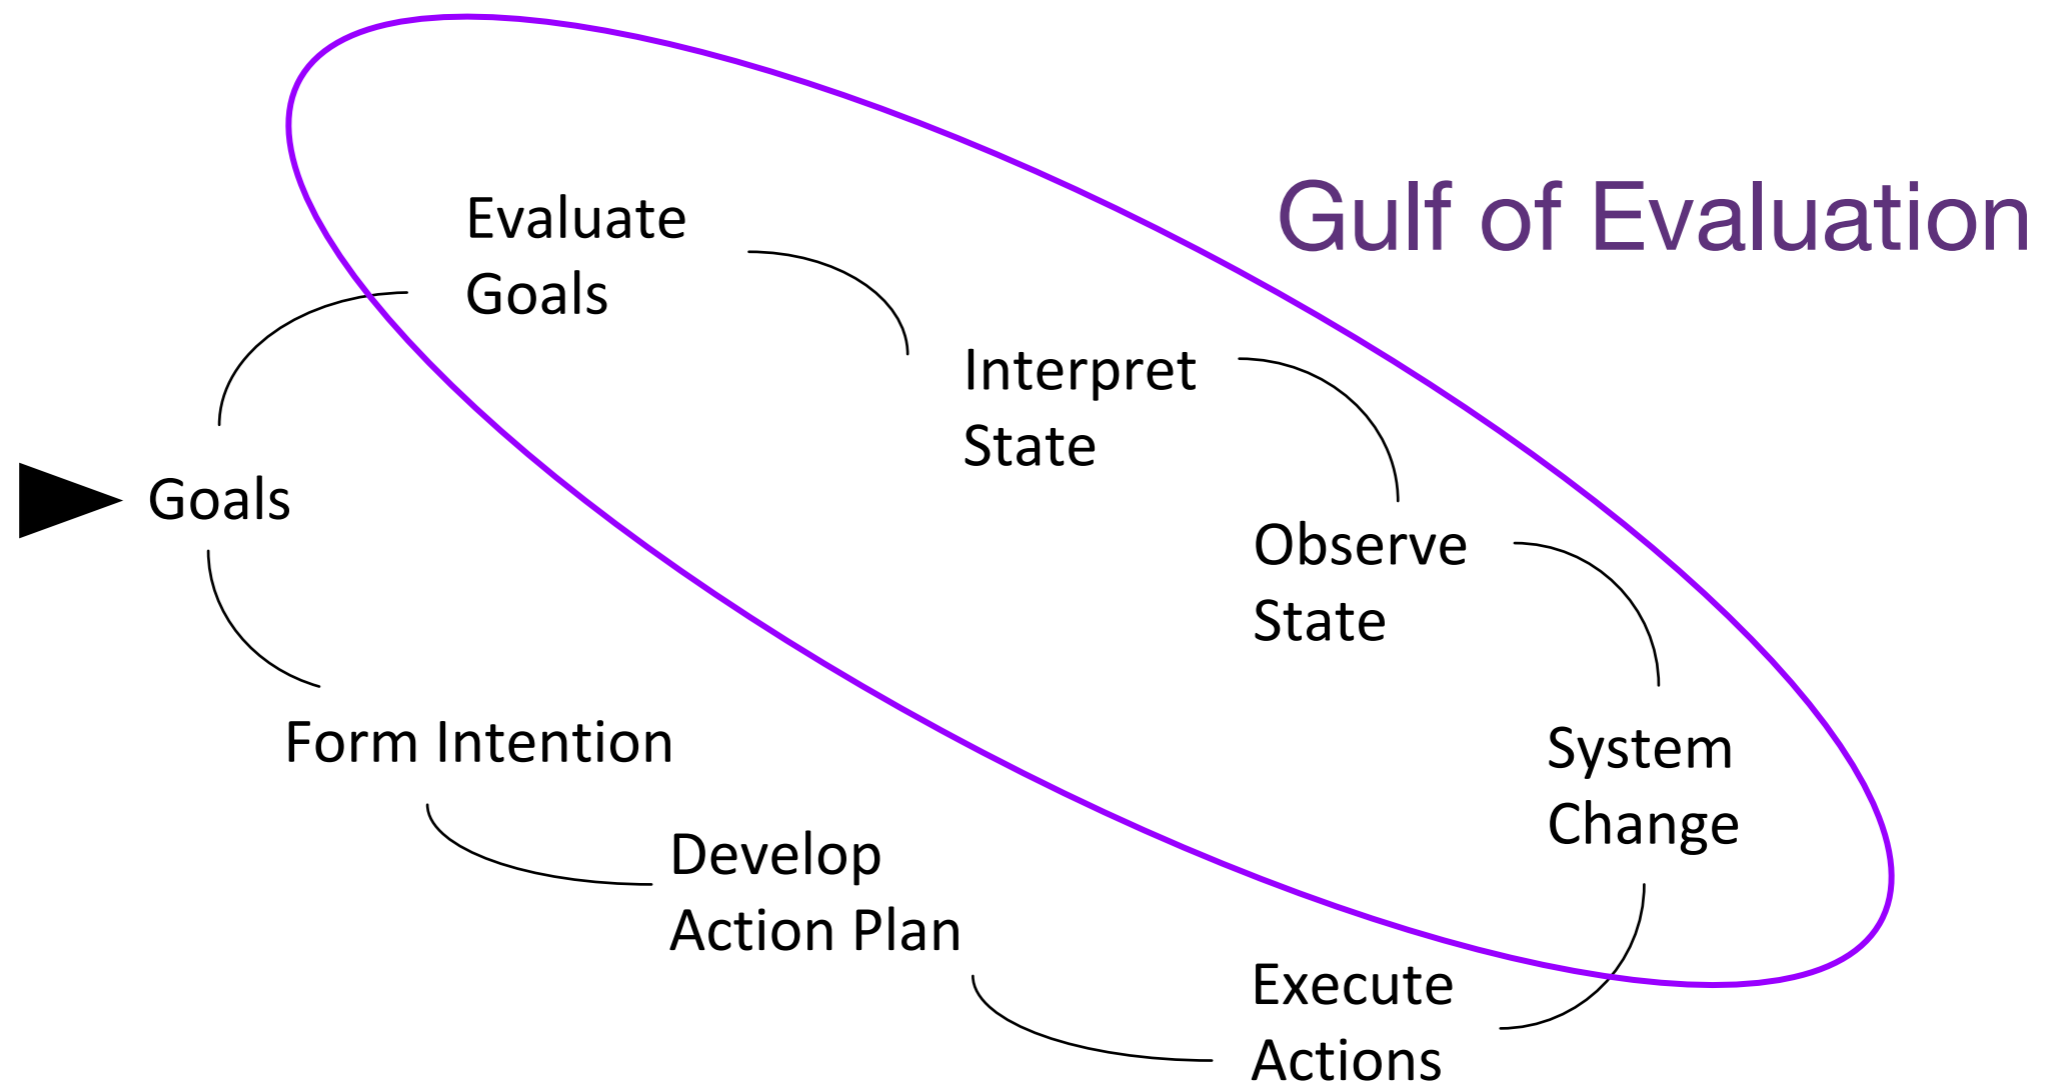 Gulf of Evaluation
Evaluate
Goals
Interpret
State
Observe
State
System
Change
Goals
Form Intention
Develop
Action Plan
Execute
Actions